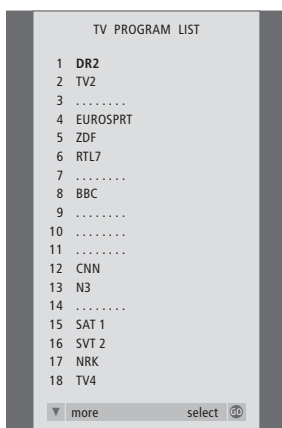 TV PROGRAM LIST
1 DR2
2 TV2
3 . . . . . . . .
4 EUROSPRT
5 ZDF
6 RTL7
7 . . . . . . . .
8 BBC
9 . . . . . . . .
10 . . . . . . . .
11 . . . . . . . .
12 CNN
13 N3
14 . . . . . . . .
15 SAT 1
16 SVT 2
17 NRK
18 TV4
▼ more select GO